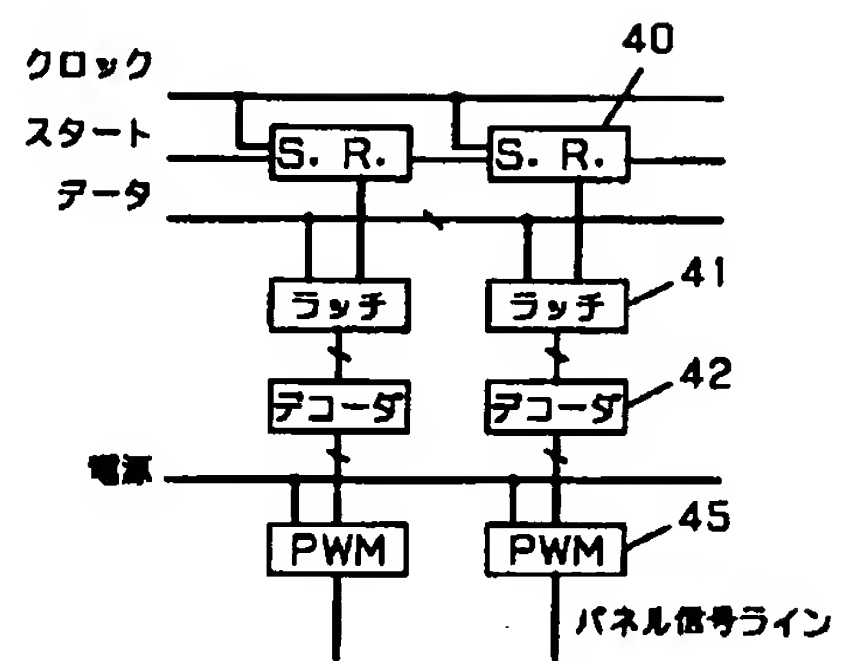 40
クロック
スタート
S. R. S. R.
データ
ラッチ ラッチ 41
デコーダ デコーダ 42
電源
PWM PWM 45
パネル信号ライン